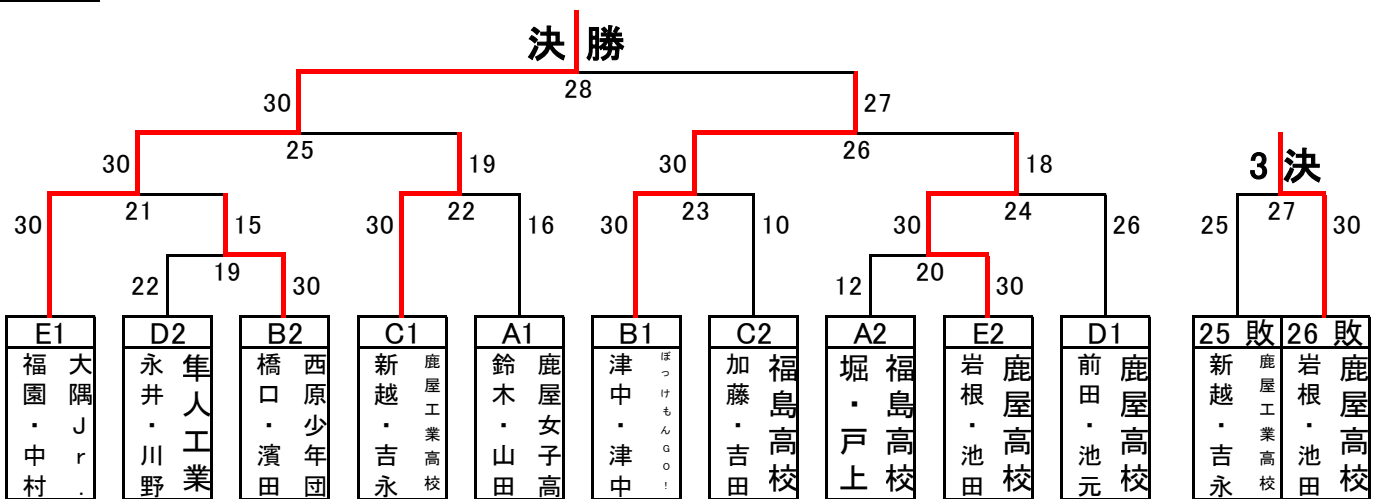 決 勝
28
30
27
25
26
3 決
30
19
30
18
21
22
23
24
27
30
15
30
16
30
10
30
26
25
30
19
20
22
30
12
30
E1
D2
B2
C1
A1
B1
C2
A2
E2
D1
25 敗
26 敗
大隅Jr.
福園・中村
隼人工業
永井・川野
西原少年団
橋口・濱田
鹿屋工業高校
新越・吉永
鹿屋女子高
鈴木・山田
ぼっけもんGO!
津中・津中
福島高校
加藤・吉田
福島高校
堀・戸上
鹿屋高校
岩根・池田
鹿屋高校
前田・池元
鹿屋工業高校
新越・吉永
鹿屋高校
岩根・池田